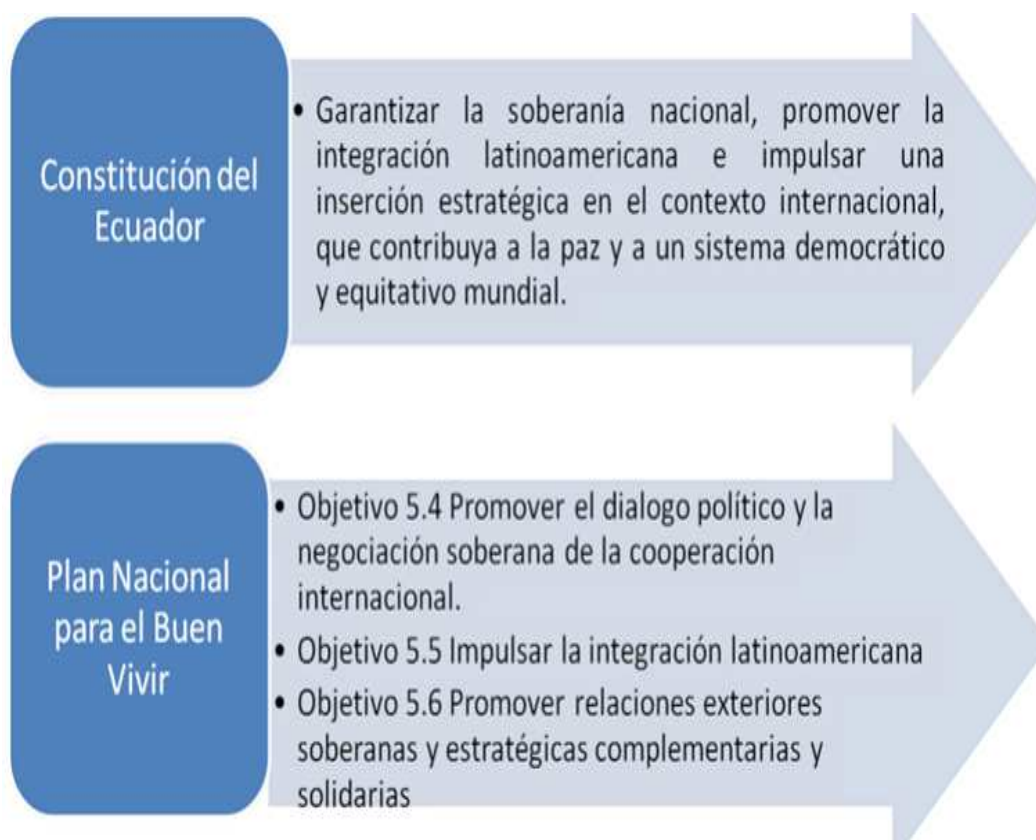 Constitución del
Ecuador
• Garantizar la soberanía nacional, promover la
integración latinoamericana e impulsar una
inserción estratégica en el contexto internacional,
que contribuya a la paz y a un sistema democrático
y equitativo mundial.
Plan Nacional
para el Buen
Vivir
• Objetivo 5.4 Promover el dialogo político y la
negociación soberana de la cooperación
internacional.
• Objetivo 5.5 Impulsar la integración latinoamericana
• Objetivo 5.6 Promover relaciones exteriores
soberanas y estratégicas complementarias y
solidarias